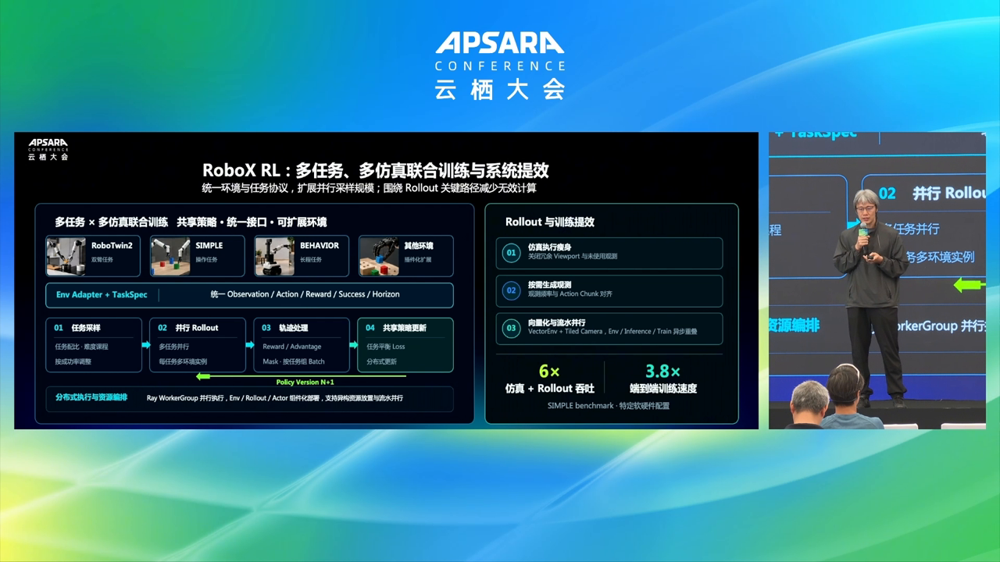 APSARA
CONFERENCE
云栖大会
APSARA
CONFERENCE
云栖大会
RoboX RL：多任务、多仿真联合训练与系统提效
统一环境与任务协议，扩展并行采样规模；围绕 Rollout 关键路径减少无效计算
多任务 × 多仿真联合训练 共享策略・统一接口・可扩展环境
RoboTwin2
双臂任务
SIMPLE
操作任务
BEHAVIOR
长程任务
其他环境
插件化扩展
Env Adapter + TaskSpec
统一 Observation / Action / Reward / Success / Horizon
01 任务采样
任务配比 · 难度课程
按成功率调整
02 并行 Rollout
多任务并行
每任务多环境实例
03 轨迹处理
Reward / Advantage
Mask · 按任务组 Batch
04 共享策略更新
任务平衡 Loss
分布式更新
Policy Version N+1
分布式执行与资源编排
Ray WorkerGroup 并行执行，Env / Rollout / Actor 组件化部署，支持异构资源放置与流水并行
Rollout 与训练提效
01
仿真执行瘦身
关闭冗余 Viewport 与未使用观测
02
按需生成观测
观测频率与 Action Chunk 对齐
03
向量化与流水并行
VectorEnv + Tiled Camera，Env / Inference / Train 异步重叠
6×
仿真 + Rollout 吞吐
3.8×
端到端训练速度
SIMPLE benchmark · 特定软硬件配置
+ TaskSpec
02 并行 Rollou
程
任务并行
务多环境实例
资源编排
orkerGroup 并行